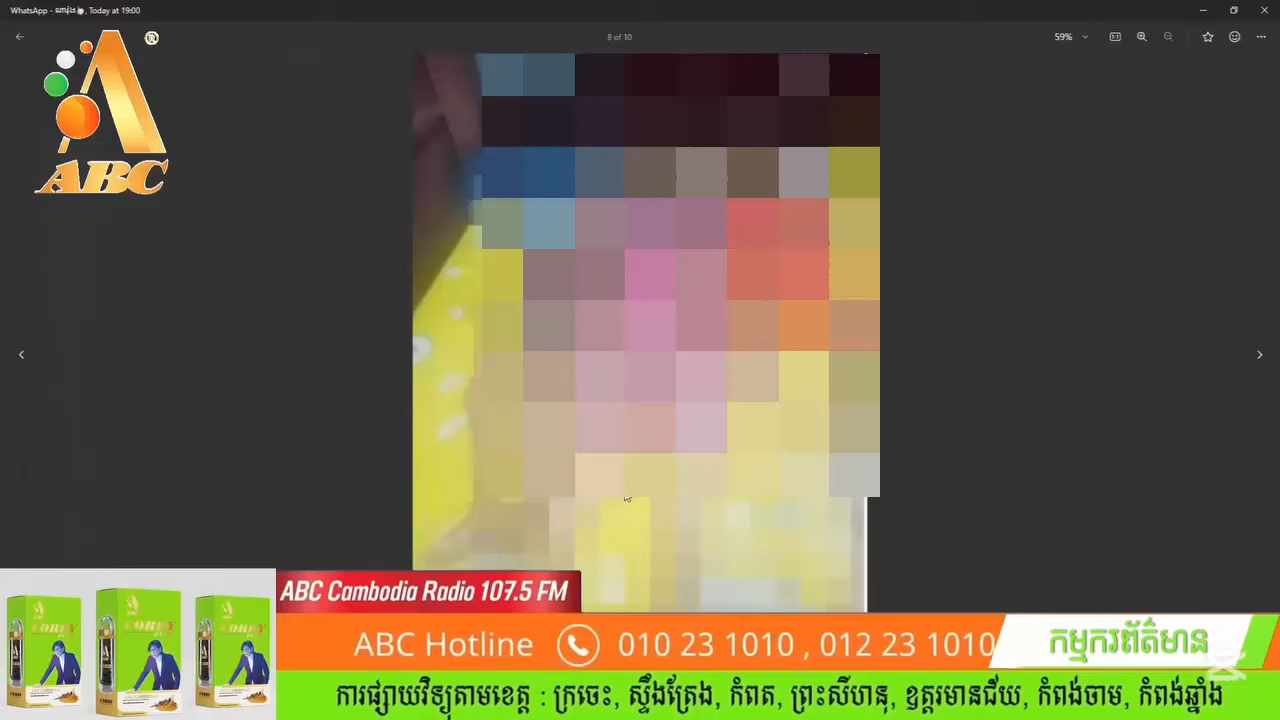 WhatsApp - ណារ៉ុះ, Today at 19:00
8 of 10
59%
ABC
ABC Cambodia Radio 107.5 FM
ABC Hotline 010 23 1010 , 012 23 1010
កម្មករព័ត៌មាន
ការផ្សាយវិទ្យុតាមខេត្ត : ក្រចេះ, ស្ទឹងត្រែង, កំពត, ព្រះសីហនុ, ឧត្តរមានជ័យ, កំពង់ចាម, កំពង់ឆ្នាំង